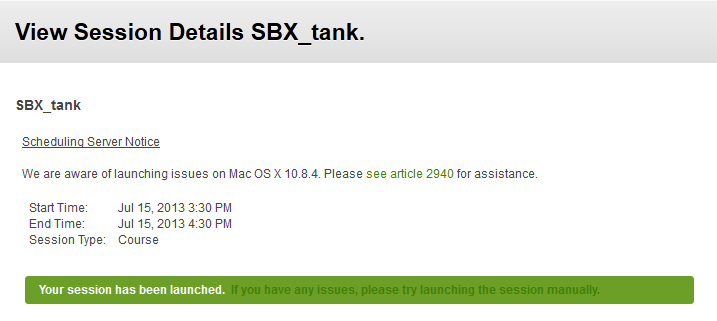 View Session Details SBX_tank.
SBX_tank
Scheduling Server Notice
We are aware of launching issues on Mac OS X 10.8.4. Please see article 2940 for assistance.
Start Time: Jul 15, 2013 3:30 PM
End Time: Jul 15, 2013 4:30 PM
Session Type: Course
Your session has been launched. If you have any issues, please try launching the session manually.